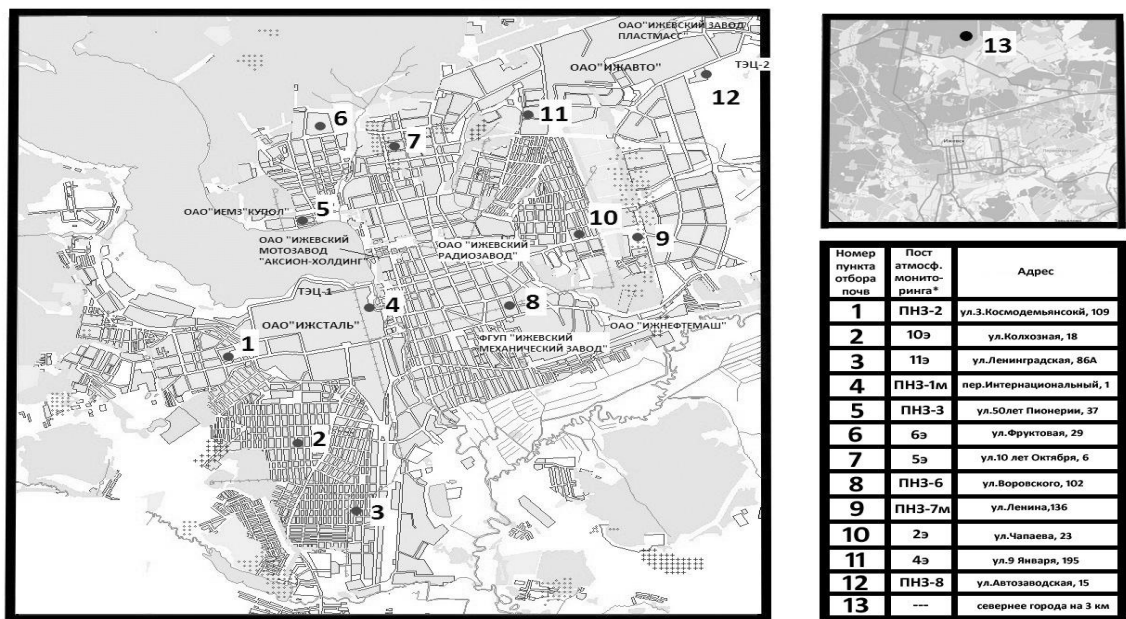 ОАО "ИЖЕВСКИЙ ЗАВОД
ПЛАСТМАСС"
ОАО"ИЖАВТО"
ТЭЦ-2
12
11
6
7
ОАО"ИЕМЗ"КУПОЛ"
5
10
9
ОАО "ИЖЕВСКИЙ
МОТОЗАВОД
"АКСИОН-ХОЛДИНГ"
ОАО "ИЖЕВСКИЙ
РАДИОЗАВОД"
ТЭЦ-1
4
8
ОАО"ИЖСТАЛЬ"
ОАО "ИЖНЕФТЕМАШ"
ФГУП "ИЖЕВСКИЙ
МЕХАНИЧЕСКИЙ ЗАВОД"
1
2
3
13
Ижевск
Номер пункта отбора почв
Пост атмосф. монито-ринга*
Адрес
1 ПНЗ-2 ул.З.Космодемьянсокй, 109
2 10э ул.Колхозная, 18
3 11э ул.Ленинградская, 86А
4 ПНЗ-1м пер.Интернациональный, 1
5 ПНЗ-3 ул.50лет Пионерии, 37
6 6э ул.Фруктовая, 29
7 5э ул.10 лет Октября, 6
8 ПНЗ-6 ул.Воровского, 102
9 ПНЗ-7м ул.Ленина,136
10 2э ул.Чапаева, 23
11 4э ул.9 Января, 195
12 ПНЗ-8 ул.Автозаводская, 15
13 --- севернее города на 3 км